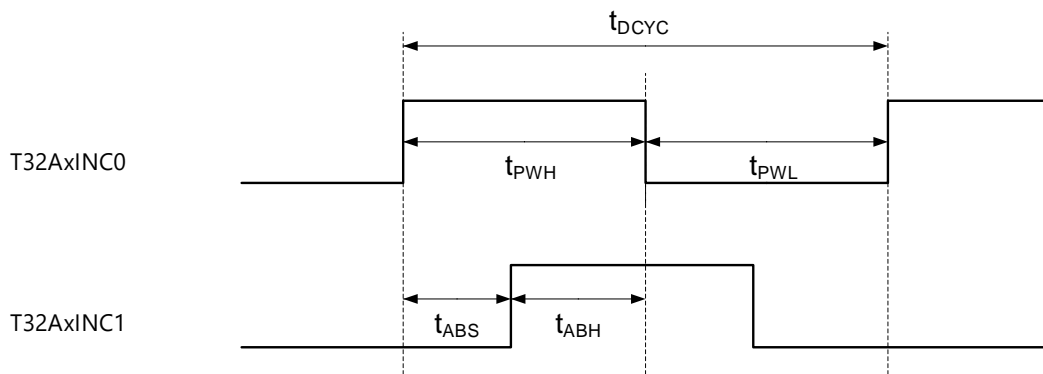 tDCYC
T32AxINC0
tPWH
tPWL
T32AxINC1
tABS
tABH